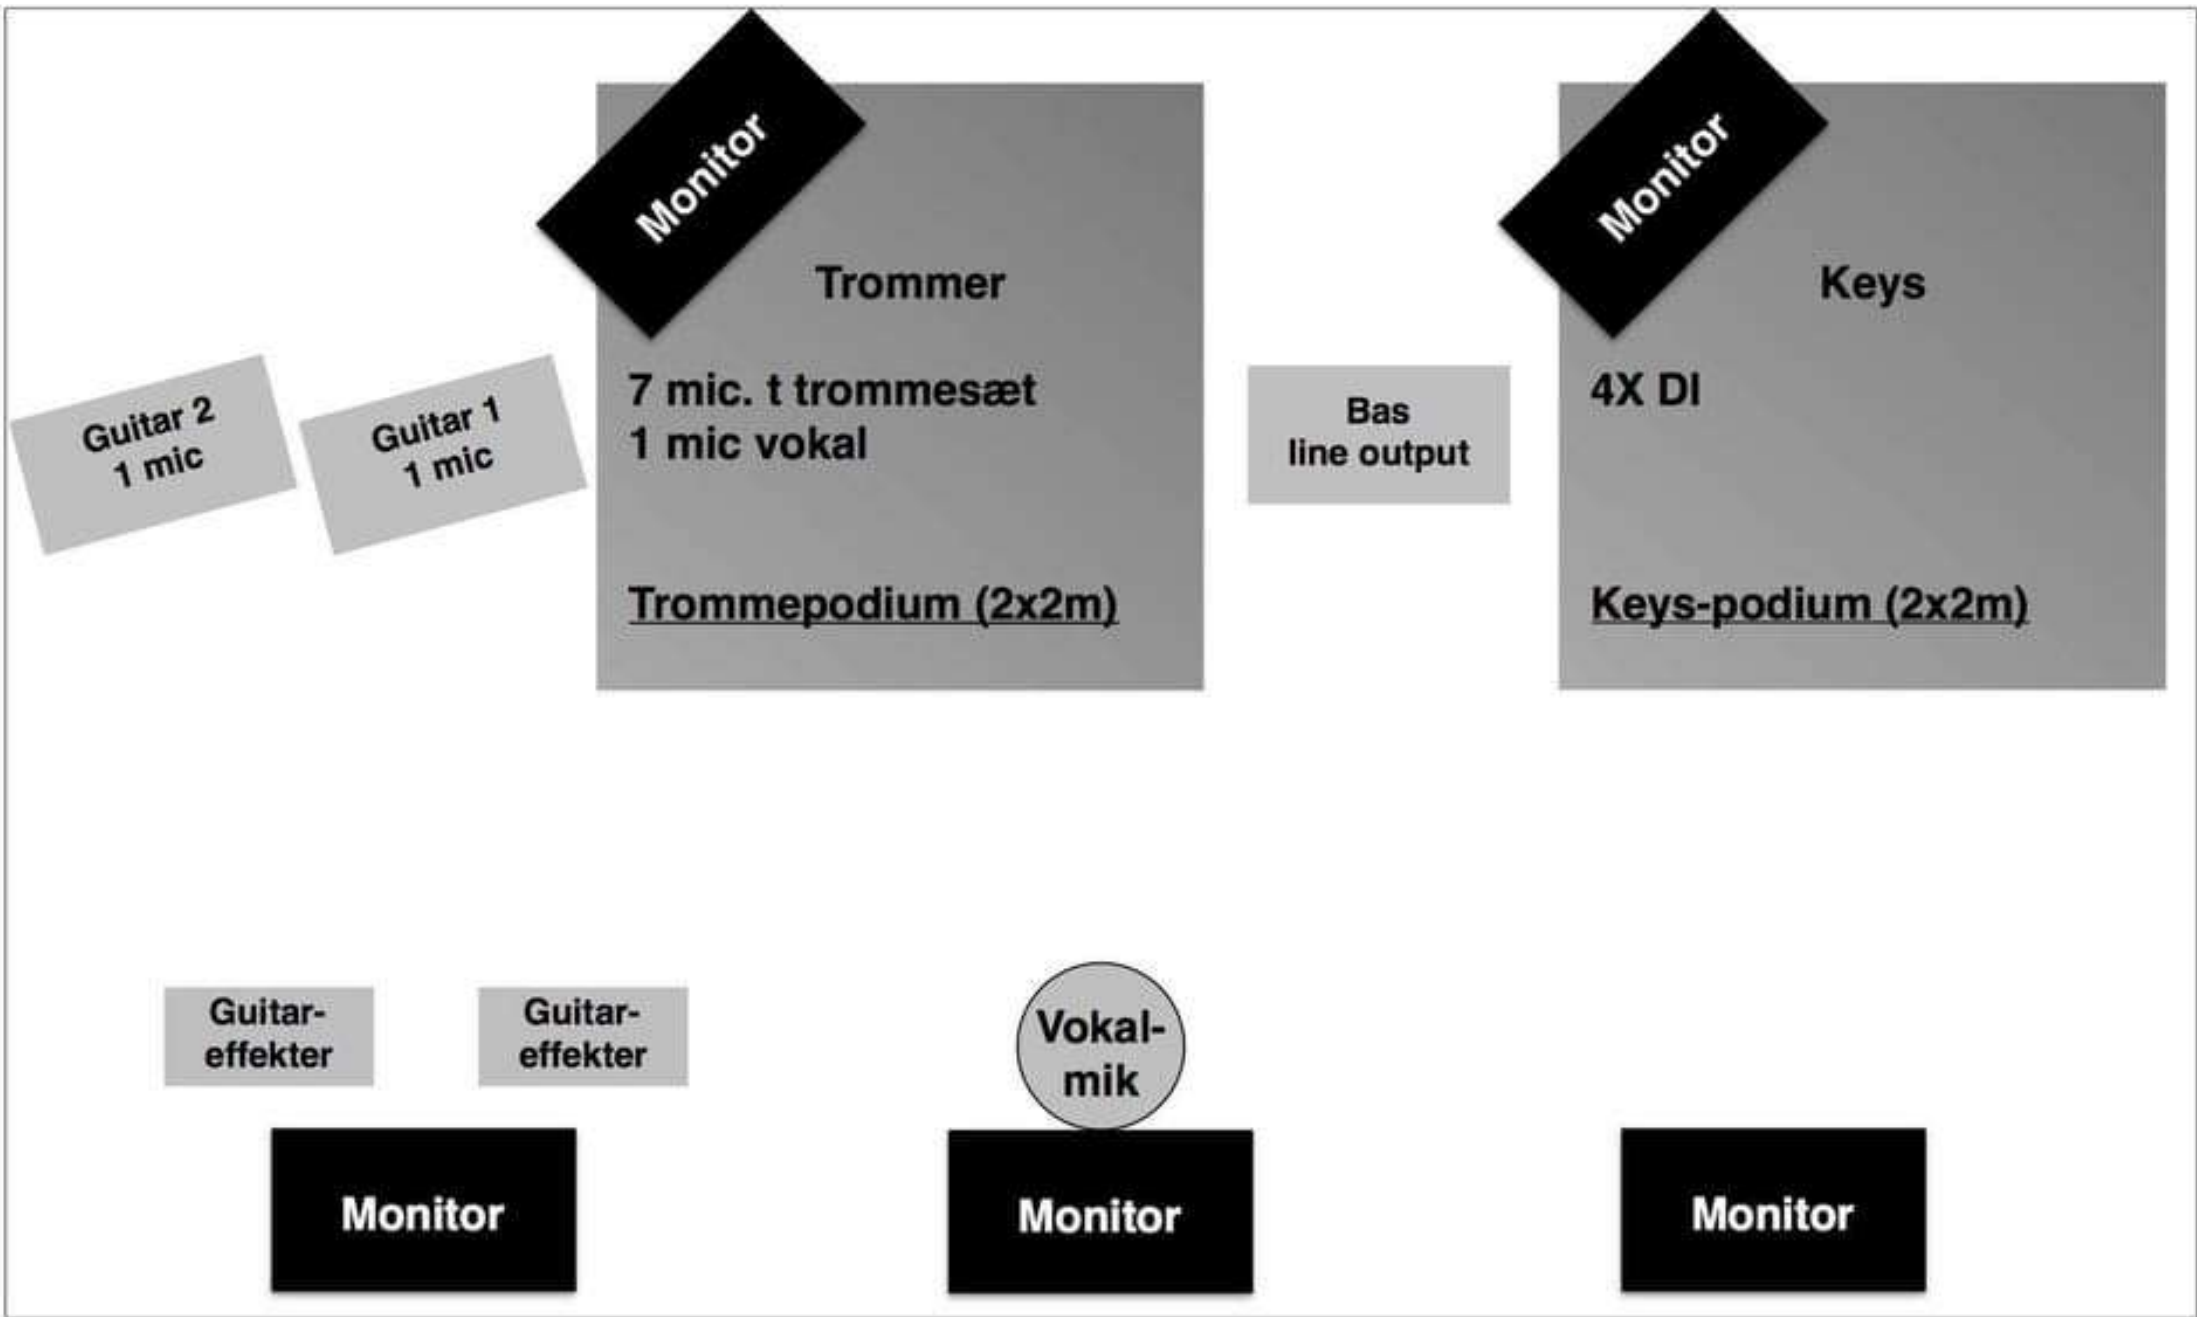 Monitor
Trommer
7 mic. t trommesæt
1 mic vokal
Trommepodium (2x2m)
Monitor
Keys
4X DI
Keys-podium (2x2m)
Guitar 2
1 mic
Guitar 1
1 mic
Bas
line output
Guitar-
effekter
Guitar-
effekter
Vokal-
mik
Monitor
Monitor
Monitor